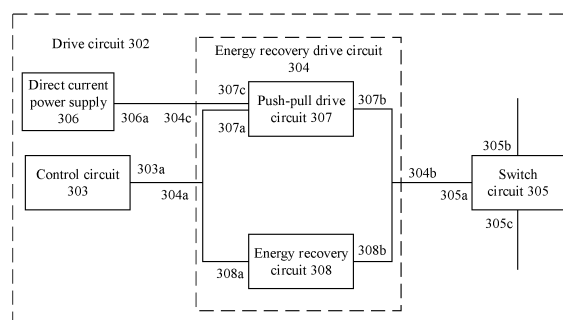 Drive circuit 302
Energy recovery drive circuit
304
Direct current
power supply
306
306a
304c
307c
307a
Push-pull drive
circuit 307
307b
Control circuit
303
303a
304a
304b
305a
305b
Switch
circuit 305
305c
308a
Energy recovery
circuit 308
308b